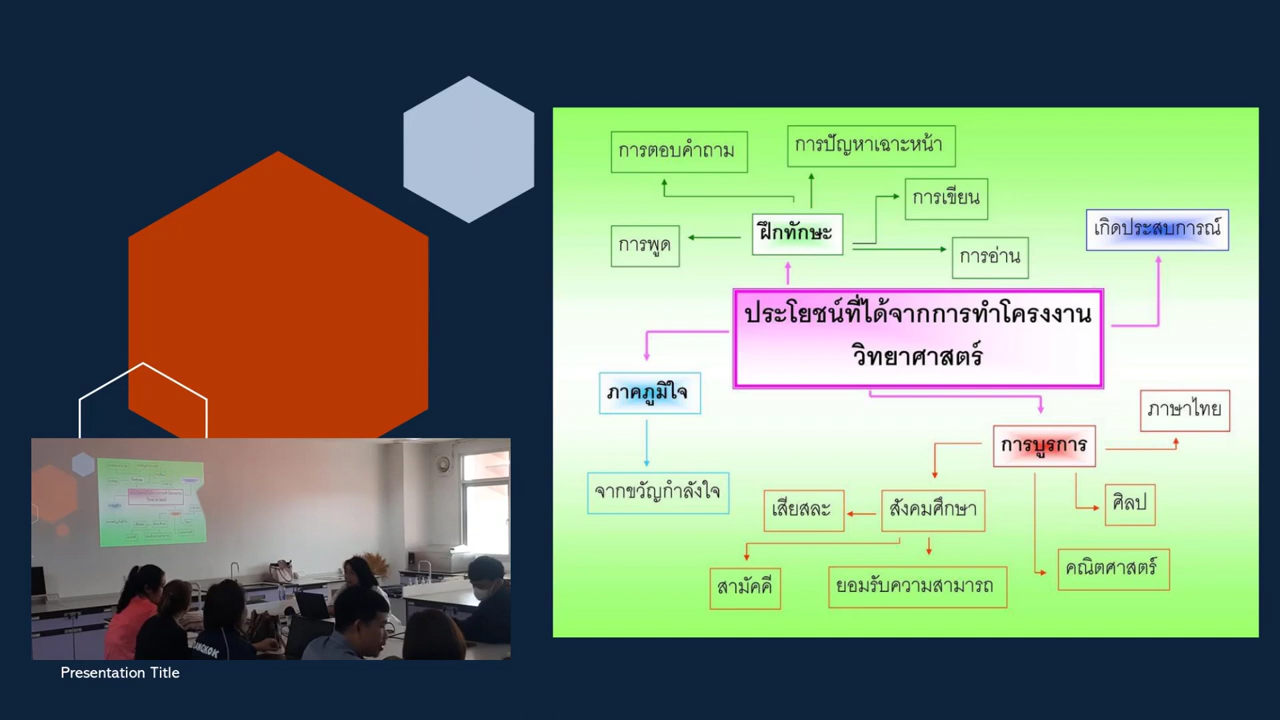 การตอบคำถาม
การปัญหาเฉาะหน้า
การเขียน
ฝึกทักษะ
การพูด
การอ่าน
เกิดประสบการณ์
ประโยชน์ที่ได้จากการทำโครงงาน
วิทยาศาสตร์
ภาคภูมิใจ
จากขวัญกำลังใจ
ภาษาไทย
การบูรการ
ศิลป
เสียสละ
สังคมศึกษา
คณิตศาสตร์
สามัคคี
ยอมรับความสามารถ
Presentation Title